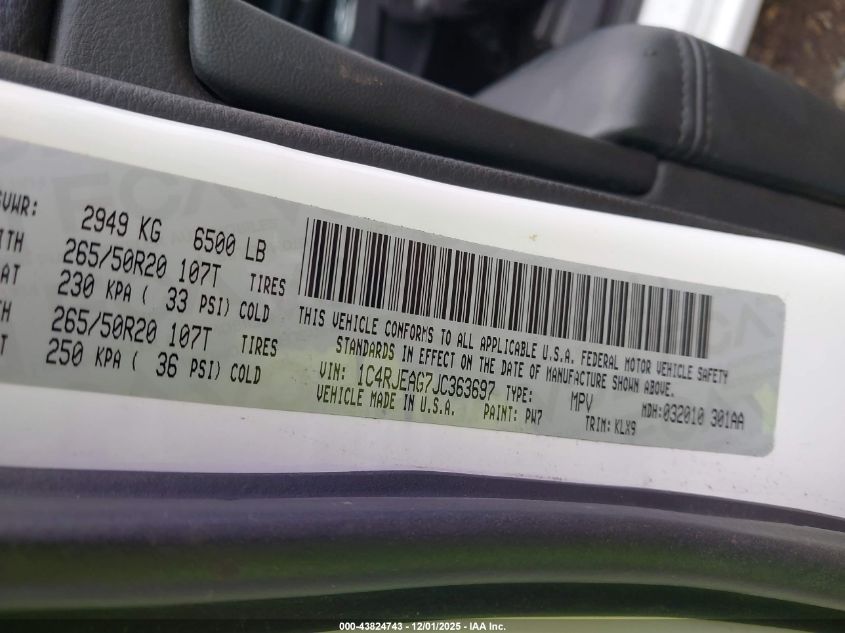 GVWR: 2949 KG 6500 LB
265/50R20 107T TIRES
230 KPA ( 33 PSI) COLD
265/50R20 107T TIRES
250 KPA ( 36 PSI) COLD
THIS VEHICLE CONFORMS TO ALL APPLICABLE U.S.A. FEDERAL MOTOR VEHICLE SAFETY
STANDARDS IN EFFECT ON THE DATE OF MANUFACTURE SHOWN ABOVE.
VIN: 1C4RJEAG7JC363697 TYPE: MPV MDH:032010 301AA
VEHICLE MADE IN U.S.A. PAINT: PW7 TRIM: KLX9
000-43824743 - 12/01/2025 - IAA Inc.